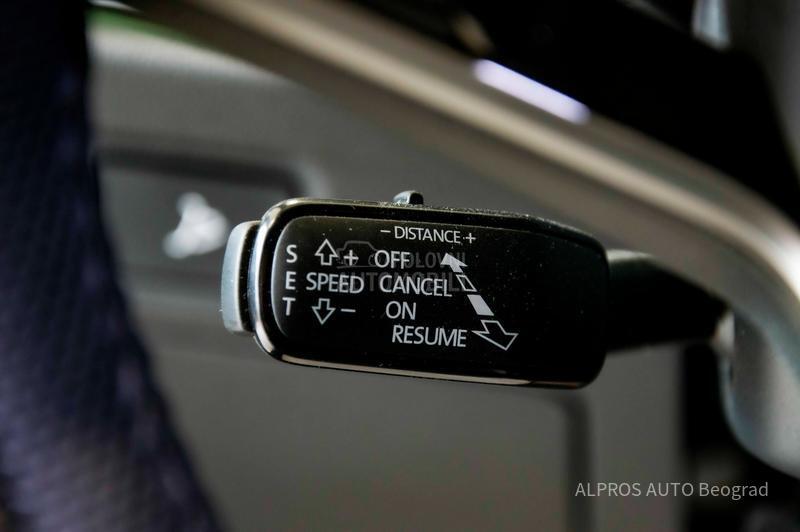 - DISTANCE +
S + OFF
E SPEED CANCEL
T - ON
RESUME
ALPROS AUTO Beograd